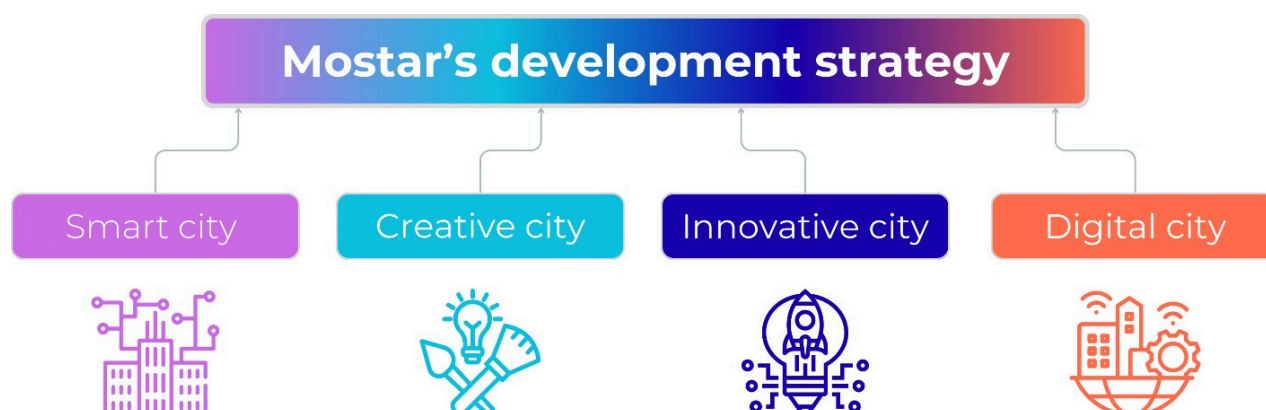 Mostar’s development strategy
Smart city
Creative city
Innovative city
Digital city